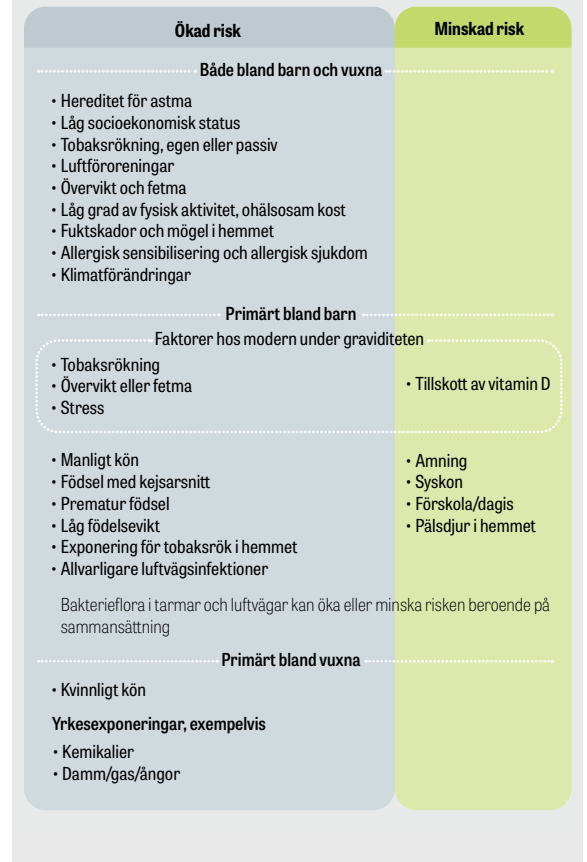 Ökad risk
Minskad risk
Både bland barn och vuxna
• Hereditet för astma
• Låg socioekonomisk status
• Tobaksrökning, egen eller passiv
• Luftföroreningar
• Övervikt och fetma
• Låg grad av fysisk aktivitet, ohälsosam kost
• Fuktskador och mögel i hemmet
• Allergisk sensibilisering och allergisk sjukdom
• Klimatförändringar
Primärt bland barn
Faktorer hos modern under graviditeten
• Tobaksrökning
• Övervikt eller fetma
• Stress
• Tillskott av vitamin D
• Manligt kön
• Födsel med kejsarsnitt
• Prematur födsel
• Låg födelsevikt
• Exponering för tobaksrök i hemmet
• Allvarligare luftvägsinfektioner
• Amning
• Syskon
• Förskola/dagis
• Pälsdjur i hemmet
Bakterieflora i tarmar och luftvägar kan öka eller minska risken beroende på
sammansättning
Primärt bland vuxna
• Kvinnligt kön
Yrkesexponeringar, exempelvis
• Kemikalier
• Damm/gas/ångor